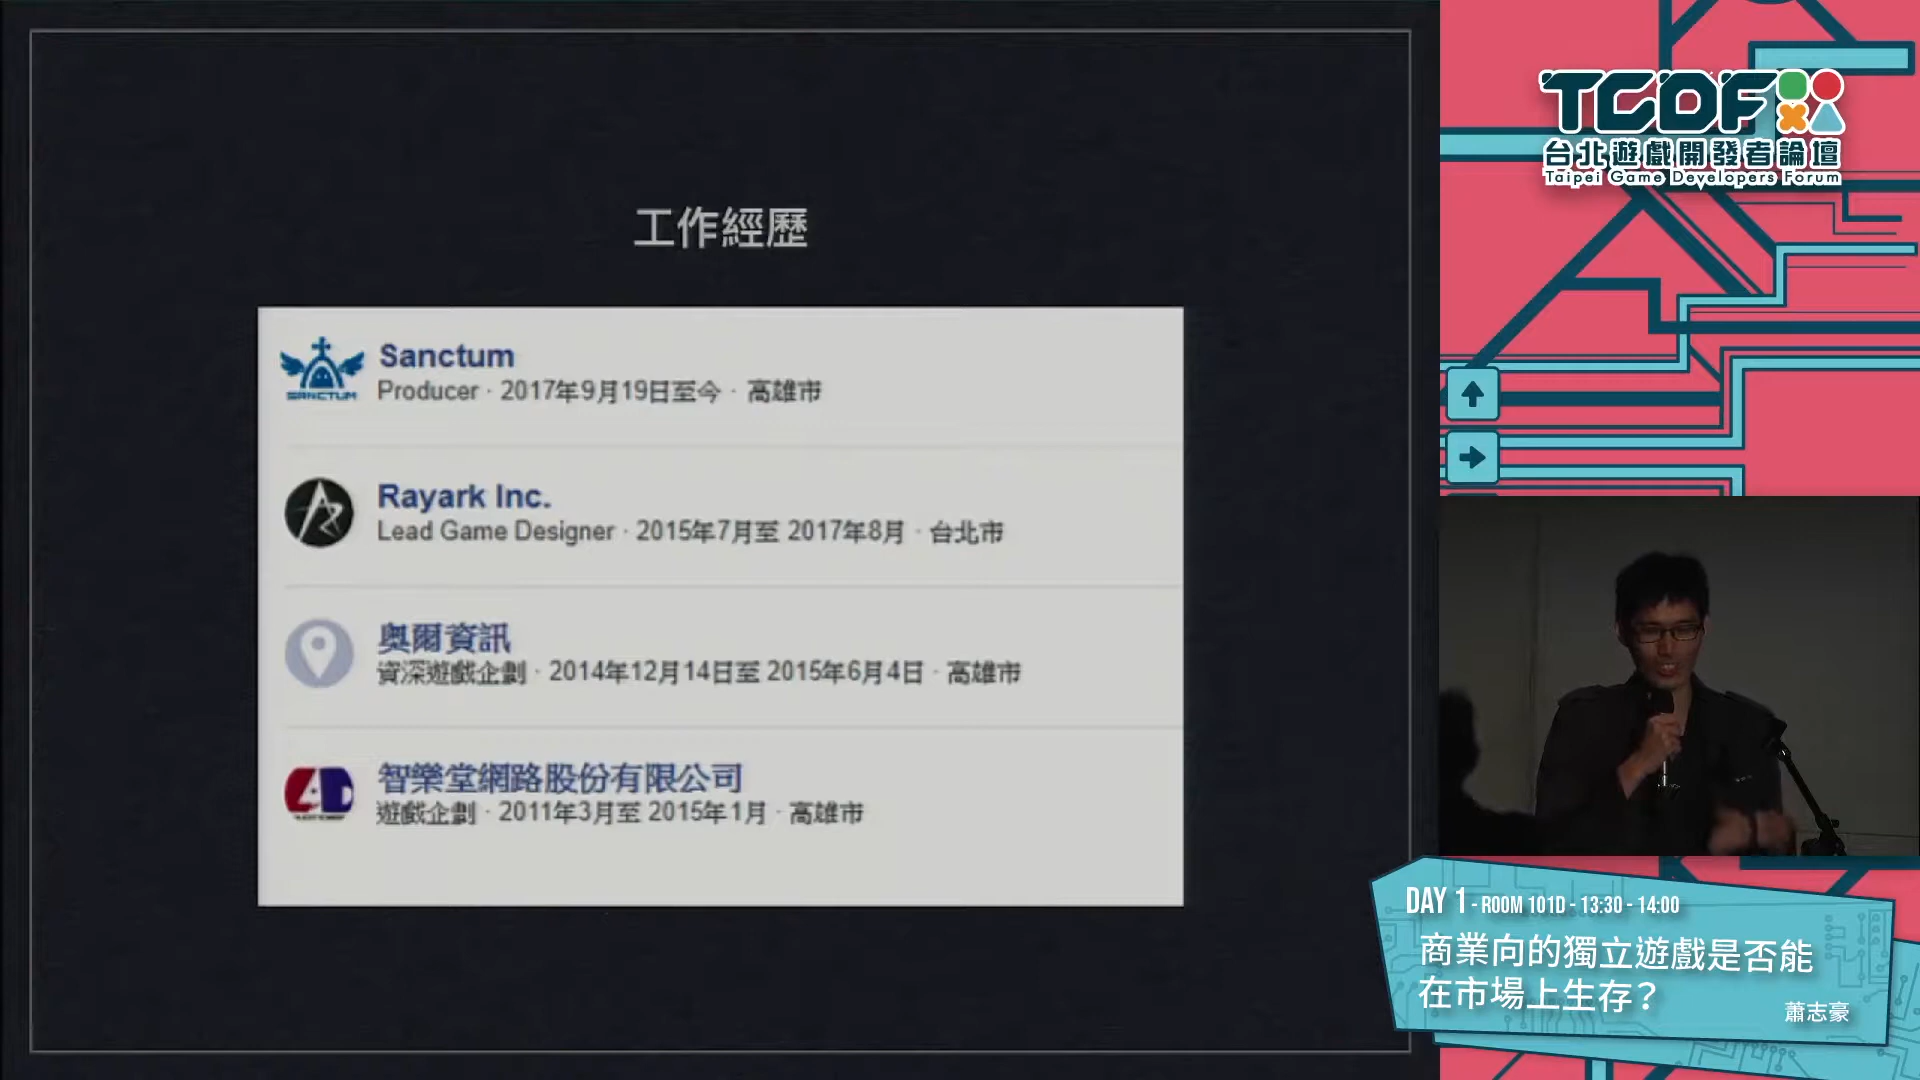 工作經歷
SANCTUM
Sanctum
Producer · 2017年9月19日至今 · 高雄市
Rayark Inc.
Lead Game Designer · 2015年7月至 2017年8月 · 台北市
奧爾資訊
資深遊戲企劃 · 2014年12月14日至 2015年6月4日 · 高雄市
智樂堂網路股份有限公司
遊戲企劃 · 2011年3月至 2015年1月 · 高雄市
TGDF
台北遊戲開發者論壇
Taipei Game Developers Forum
DAY 1 - ROOM 101D - 13:30 - 14:00
商業向的獨立遊戲是否能
在市場上生存?
蕭志豪